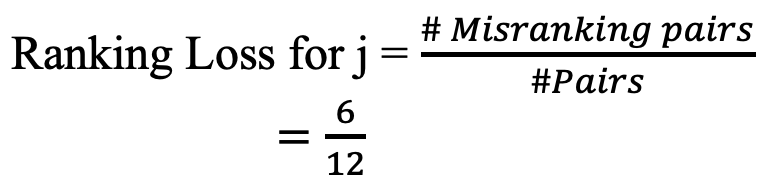 Ranking Loss for j = # Misranking pairs / #Pairs
= 6 / 12